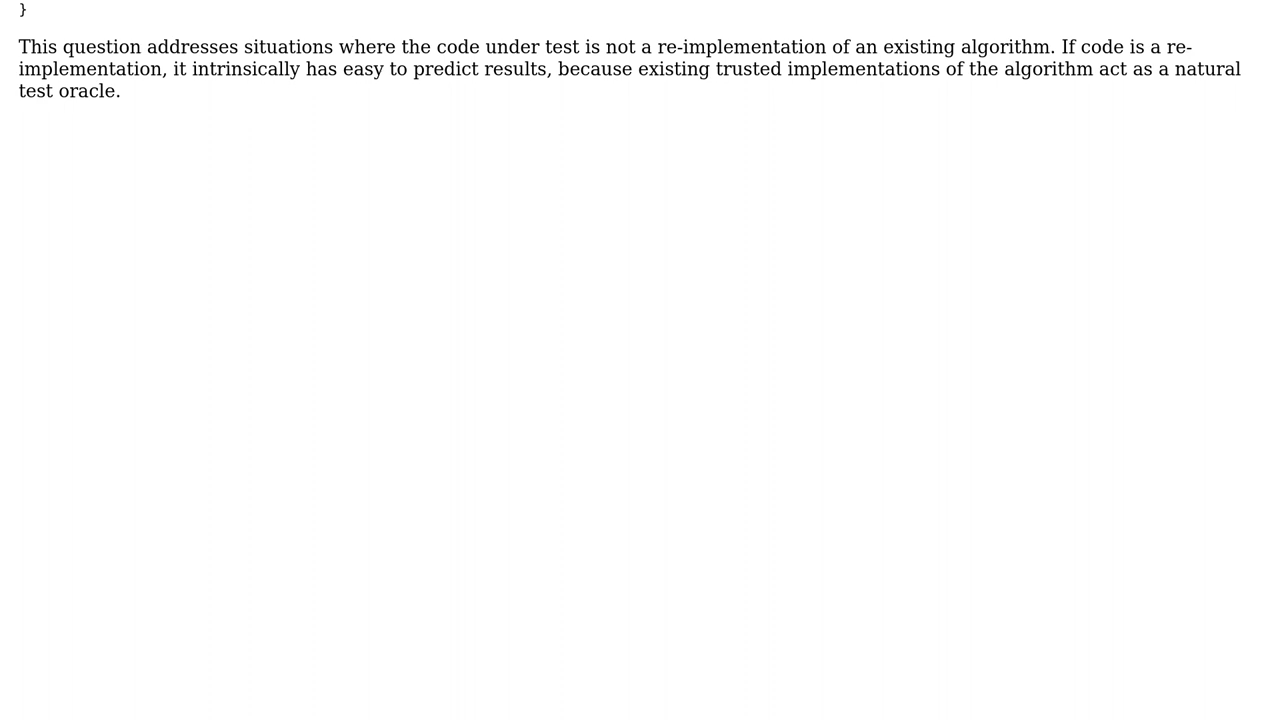 }
This question addresses situations where the code under test is not a re-implementation of an existing algorithm. If code is a re-
implementation, it intrinsically has easy to predict results, because existing trusted implementations of the algorithm act as a natural
test oracle.